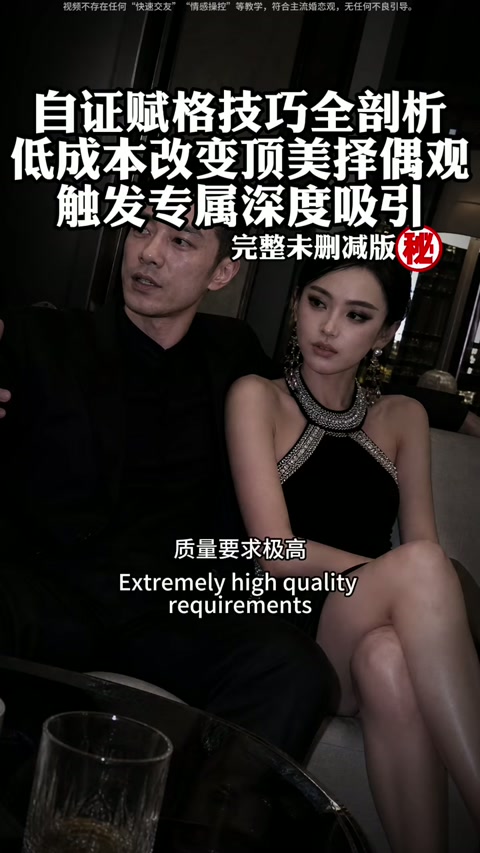 视频不存在任何“快速交友”“情感操控”等教学，符合主流婚恋观，无任何不良引导。
自证赋格技巧全剖析
低成本改变顶美择偶观
触发专属深度吸引
完整未删减版 秘
质量要求极高
Extremely high quality
requirements